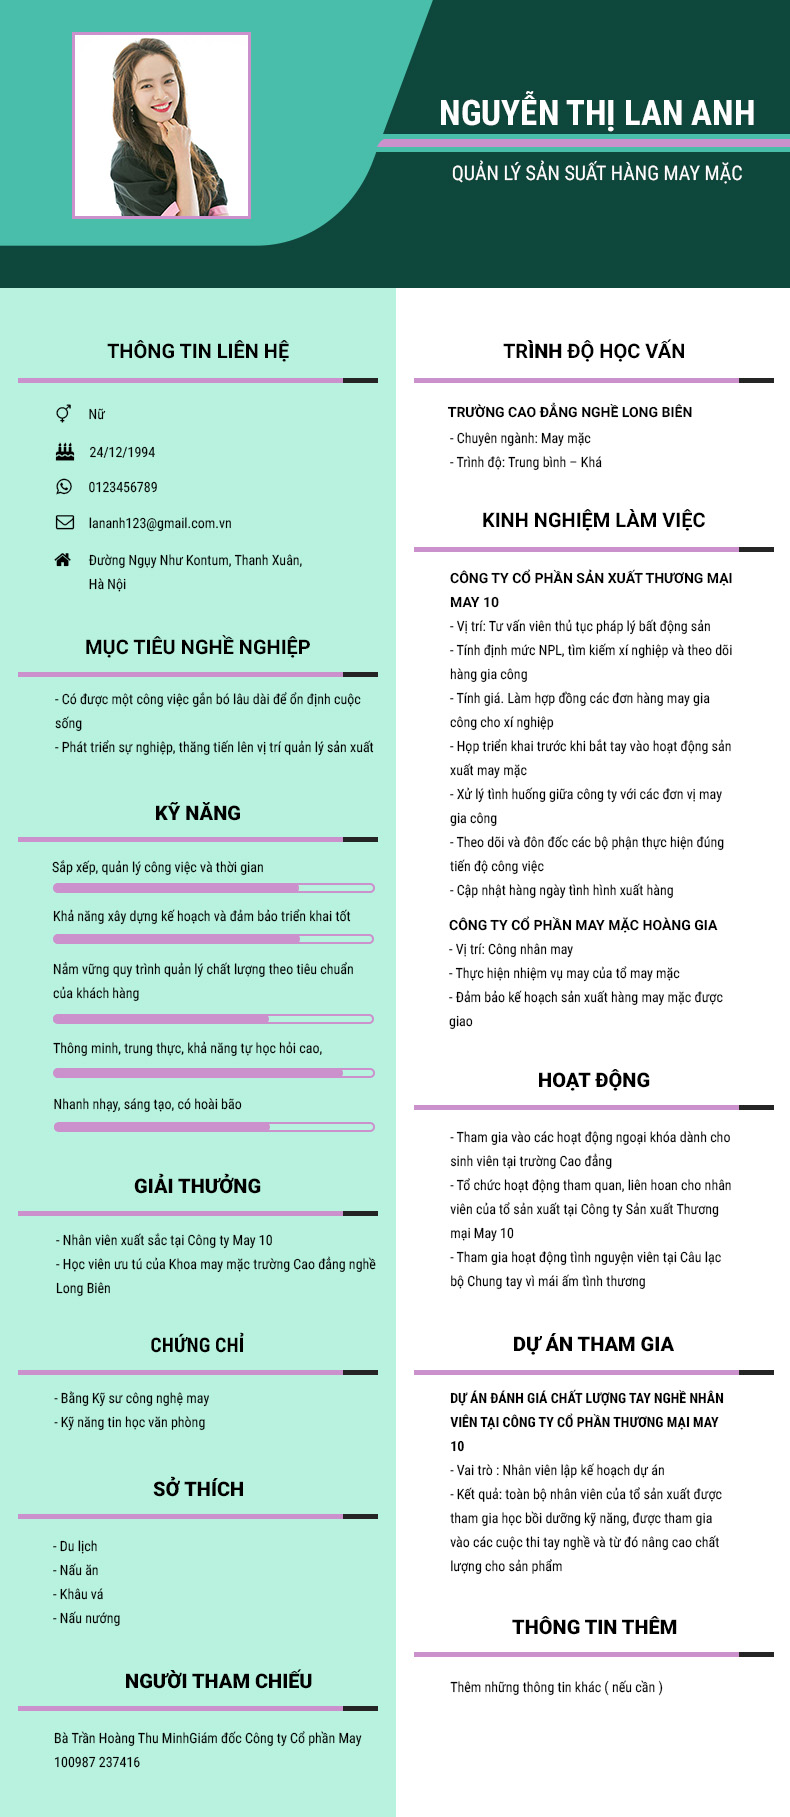 NGUYỄN THỊ LAN ANH
QUẢN LÝ SẢN SUẤT HÀNG MAY MẶC
THÔNG TIN LIÊN HỆ
Nữ
24/12/1994
0123456789
lananh123@gmail.com.vn
Đường Ngụy Như Kontum, Thanh Xuân,
Hà Nội
MỤC TIÊU NGHỀ NGHIỆP
- Có được một công việc gắn bó lâu dài để ổn định cuộc
sống
- Phát triển sự nghiệp, thăng tiến lên vị trí quản lý sản xuất
KỸ NĂNG
Sắp xếp, quản lý công việc và thời gian
Khả năng xây dựng kế hoạch và đảm bảo triển khai tốt
Nắm vững quy trình quản lý chất lượng theo tiêu chuẩn
của khách hàng
Thông minh, trung thực, khả năng tự học hỏi cao,
Nhanh nhạy, sáng tạo, có hoài bão
GIẢI THƯỞNG
- Nhân viên xuất sắc tại Công ty May 10
- Học viên ưu tú của Khoa may mặc trường Cao đẳng nghề
Long Biên
CHỨNG CHỈ
- Bằng Kỹ sư công nghệ may
- Kỹ năng tin học văn phòng
SỞ THÍCH
- Du lịch
- Nấu ăn
- Khâu vá
- Nấu nướng
NGƯỜI THAM CHIẾU
Bà Trần Hoàng Thu MinhGiám đốc Công ty Cổ phần May
100987 237416
TRÌNH ĐỘ HỌC VẤN
TRƯỜNG CAO ĐẲNG NGHỀ LONG BIÊN
- Chuyên ngành: May mặc
- Trình độ: Trung bình – Khá
KINH NGHIỆM LÀM VIỆC
CÔNG TY CỔ PHẦN SẢN XUẤT THƯƠNG MẠI
MAY 10
- Vị trí: Tư vấn viên thủ tục pháp lý bất động sản
- Tính định mức NPL, tìm kiếm xí nghiệp và theo dõi
hàng gia công
- Tính giá. Làm hợp đồng các đơn hàng may gia
công cho xí nghiệp
- Họp triển khai trước khi bắt tay vào hoạt động sản
xuất may mặc
- Xử lý tình huống giữa công ty với các đơn vị may
gia công
- Theo dõi và đôn đốc các bộ phận thực hiện đúng
tiến độ công việc
- Cập nhật hàng ngày tình hình xuất hàng
CÔNG TY CỔ PHẦN MAY MẶC HOÀNG GIA
- Vị trí: Công nhân may
- Thực hiện nhiệm vụ may của tổ may mặc
- Đảm bảo kế hoạch sản xuất hàng may mặc được
giao
HOẠT ĐỘNG
- Tham gia vào các hoạt động ngoại khóa dành cho
sinh viên tại trường Cao đẳng
- Tổ chức hoạt động tham quan, liên hoan cho nhân
viên của tổ sản xuất tại Công ty Sản xuất Thương
mại May 10
- Tham gia hoạt động tình nguyện viên tại Câu lạc
bộ Chung tay vì mái ấm tình thương
DỰ ÁN THAM GIA
DỰ ÁN ĐÁNH GIÁ CHẤT LƯỢNG TAY NGHỀ NHÂN
VIÊN TẠI CÔNG TY CỔ PHẦN THƯƠNG MẠI MAY
10
- Vai trò : Nhân viên lập kế hoạch dự án
- Kết quả: toàn bộ nhân viên của tổ sản xuất được
tham gia học bồi dưỡng kỹ năng, được tham gia
vào các cuộc thi tay nghề và từ đó nâng cao chất
lượng cho sản phẩm
THÔNG TIN THÊM
Thêm những thông tin khác ( nếu cần )